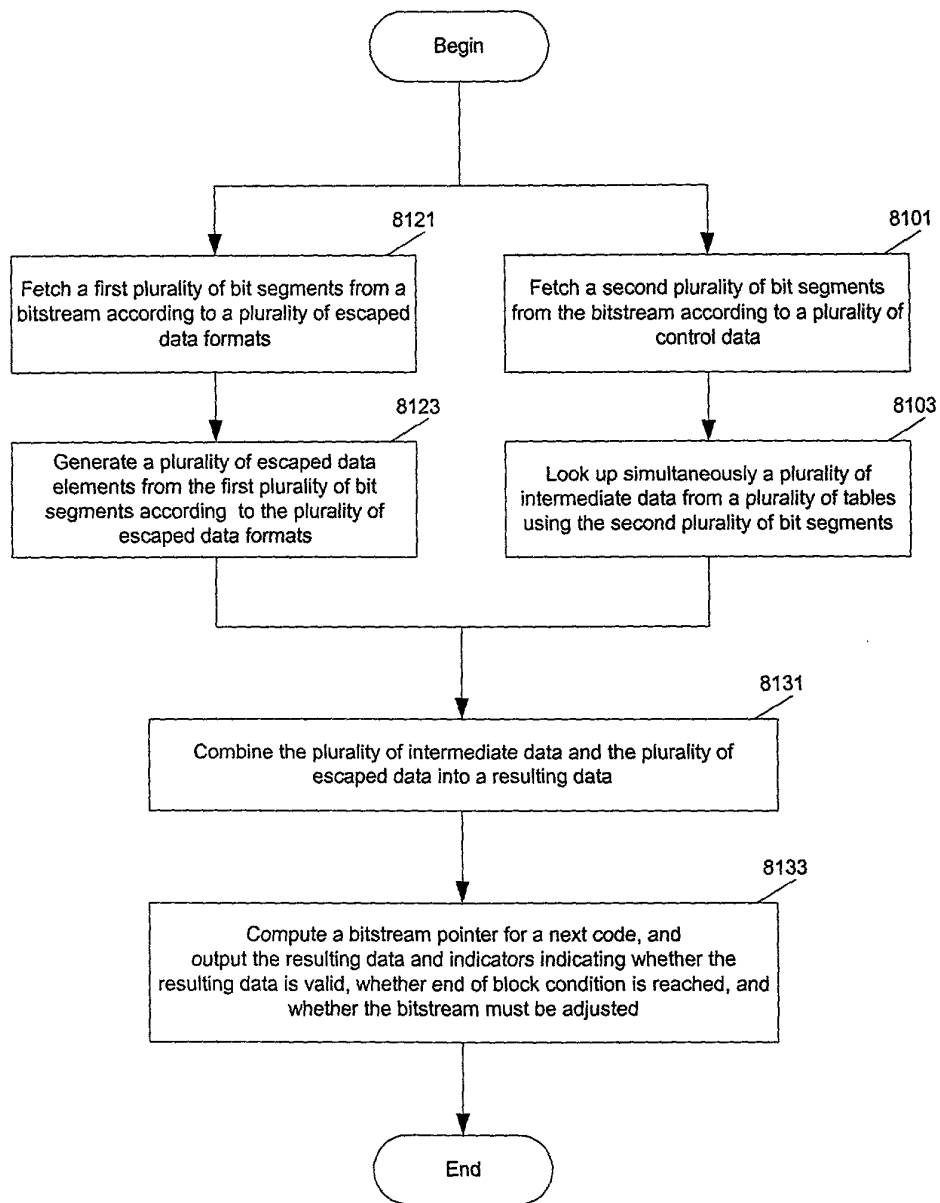 Begin
8121
Fetch a first plurality of bit segments from a
bitstream according to a plurality of escaped
data formats
8101
Fetch a second plurality of bit segments
from the bitstream according to a plurality of
control data
8123
Generate a plurality of escaped data
elements from the first plurality of bit
segments according to the plurality of
escaped data formats
8103
Look up simultaneously a plurality of
intermediate data from a plurality of tables
using the second plurality of bit segments
8131
Combine the plurality of intermediate data and the plurality of
escaped data into a resulting data
8133
Compute a bitstream pointer for a next code, and
output the resulting data and indicators indicating whether the
resulting data is valid, whether end of block condition is reached, and
whether the bitstream must be adjusted
End